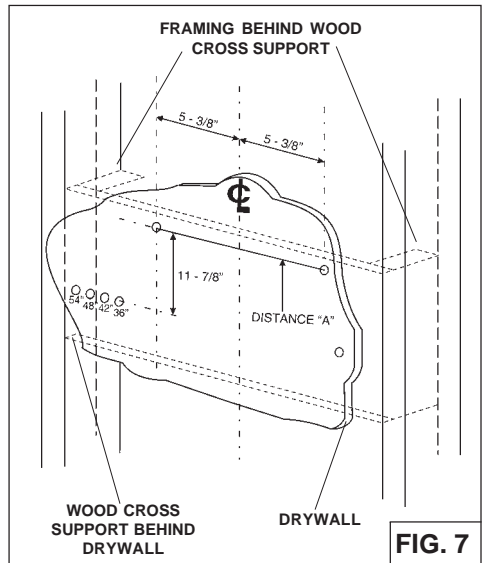 FRAMING BEHIND WOOD
CROSS SUPPORT
5 - 3/8"
5 - 3/8"
℄
11 - 7/8"
54" 48" 42" 36"
DISTANCE “A”
WOOD CROSS
SUPPORT BEHIND
DRYWALL
DRYWALL
FIG. 7